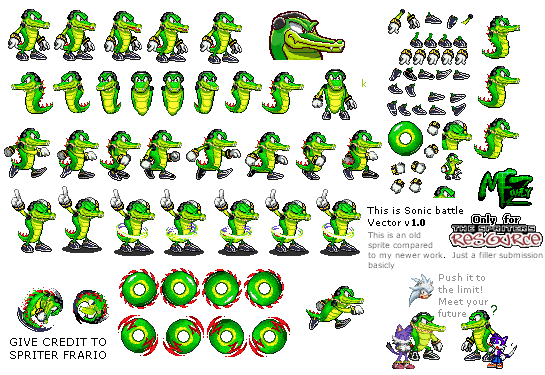 This is Sonic battle
Vector v 1.0
This is an old
sprite compared
to my newer work. Just a filler submission
basicly
Only for
THE SPRITERS
RESOURCE
Push it to
the limit!
Meet your
future
?
GIVE CREDIT TO
SPRITER FRARIO
k